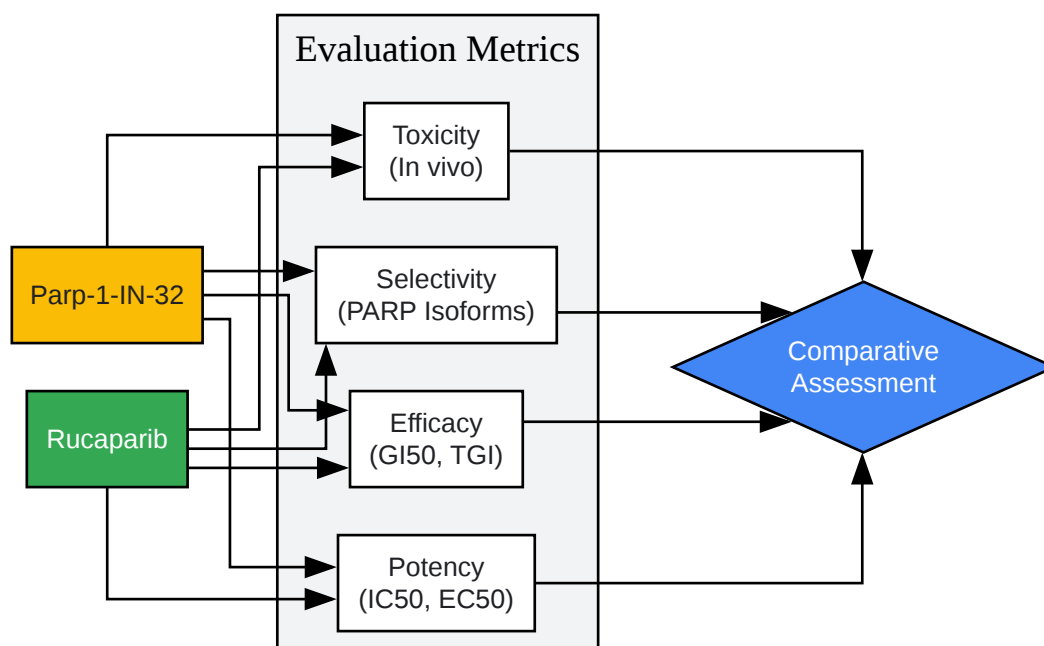 Evaluation Metrics
Toxicity
(In vivo)
Parp-1-IN-32
Selectivity
(PARP Isoforms)
Comparative
Assessment
Rucaparib
Efficacy
(GI50, TGI)
Potency
(IC50, EC50)